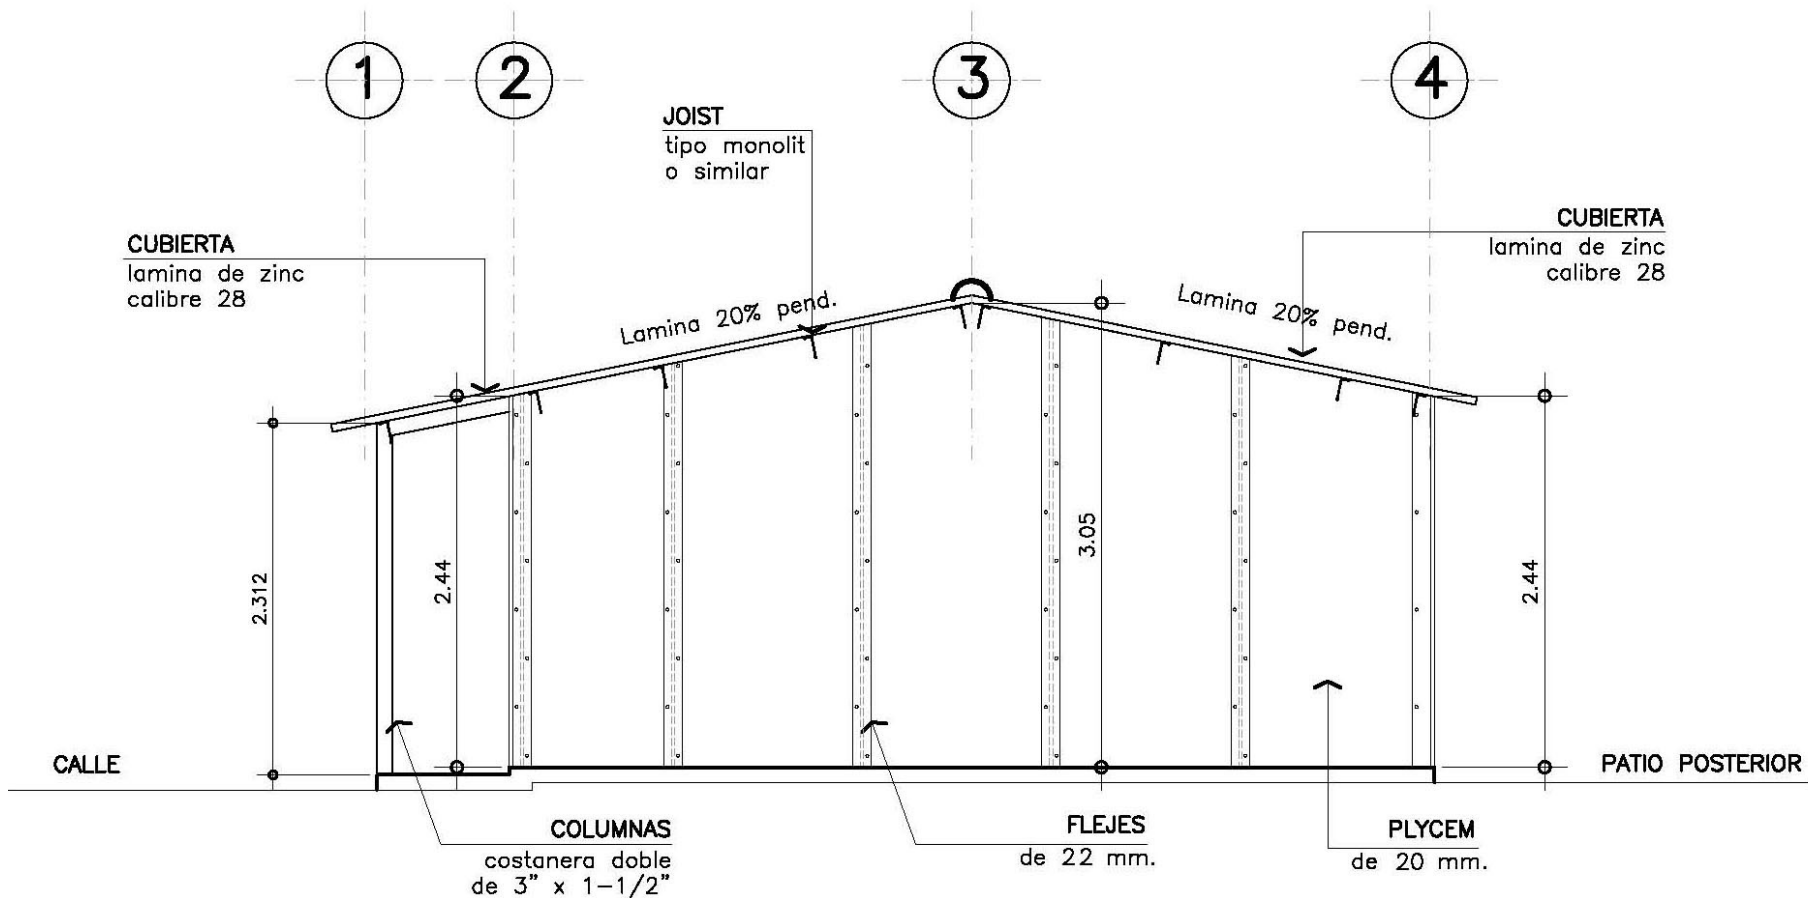 1
2
3
4
JOIST
tipo monolit
o similar
CUBIERTA
lamina de zinc
calibre 28
CUBIERTA
lamina de zinc
calibre 28
Lamina 20% pend.
Lamina 20% pend.
2.312
2.44
3.05
2.44
CALLE
PATIO POSTERIOR
COLUMNAS
costanera doble
de 3" x 1-1/2"
FLEJES
de 22 mm.
PLYCEM
de 20 mm.